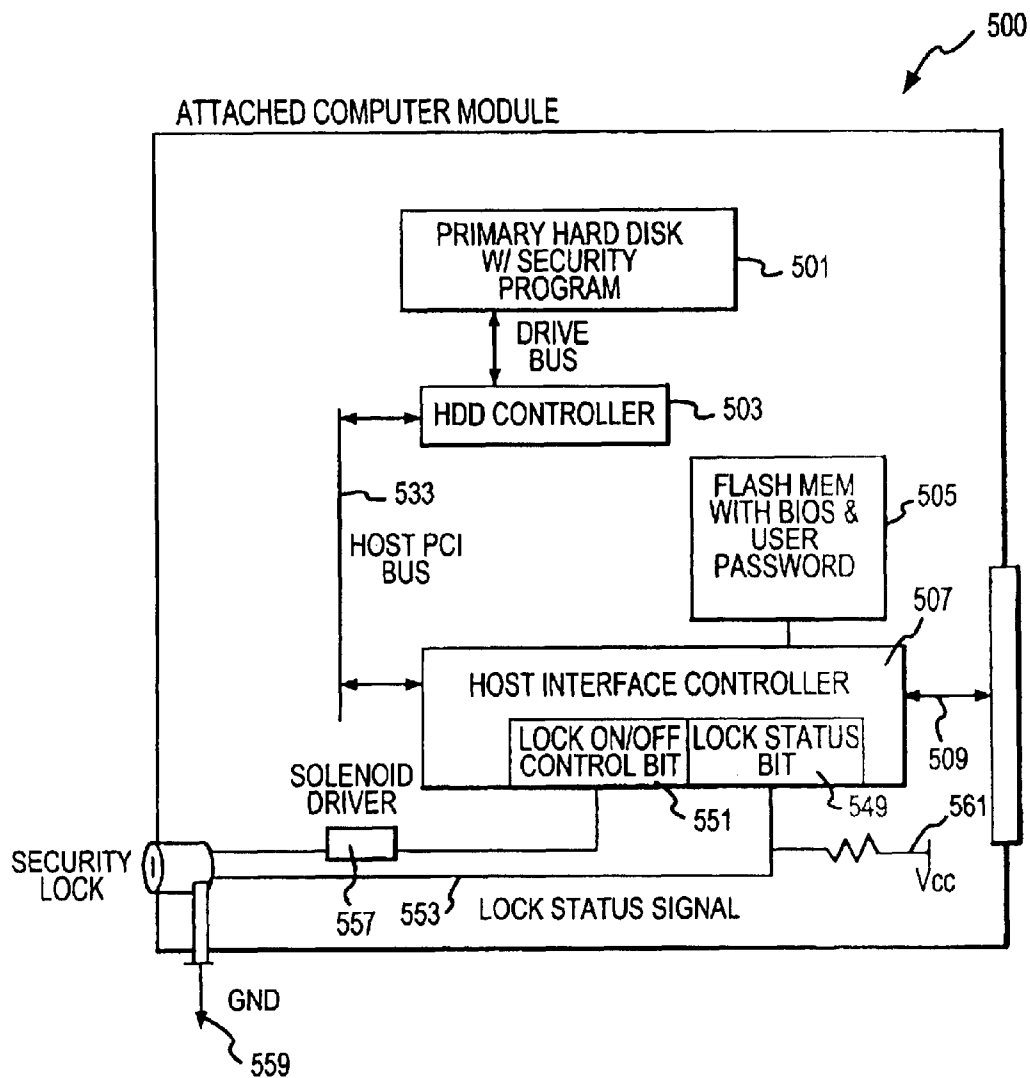 500
ATTACHED COMPUTER MODULE
PRIMARY HARD DISK
W/ SECURITY
PROGRAM
501
DRIVE
BUS
HDD CONTROLLER
503
533
HOST PCI
BUS
FLASH MEM
WITH BIOS &
USER
PASSWORD
505
507
HOST INTERFACE CONTROLLER
509
LOCK ON/OFF
CONTROL BIT
LOCK STATUS
BIT
551
549
561
SOLENOID
DRIVER
SECURITY
LOCK
557
553
LOCK STATUS SIGNAL
VCC
GND
559